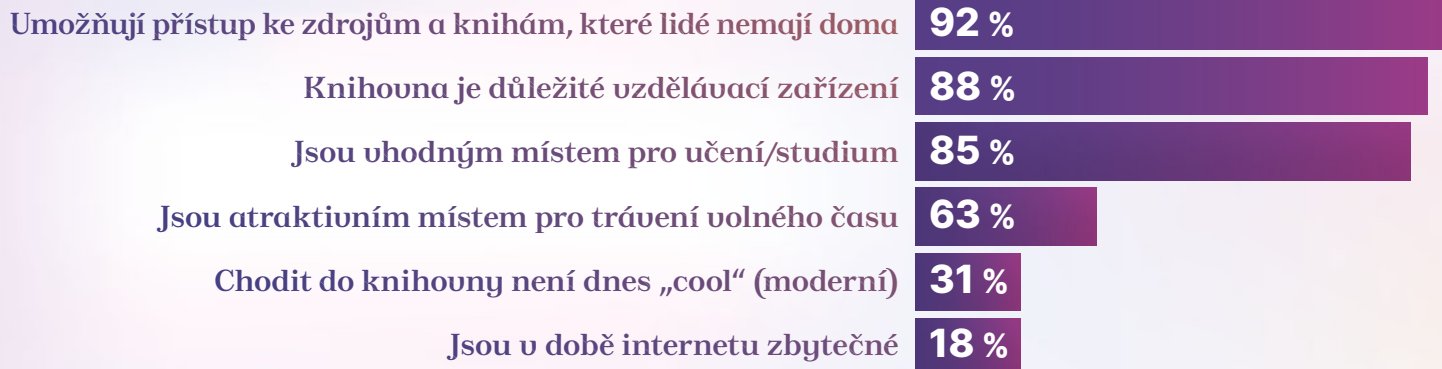 Umožňují přístup ke zdrojům a knihám, které lidé nemají doma 92 %
Knihovna je důležité vzdělávací zařízení 88 %
Jsou vhodným místem pro učení/studium 85 %
Jsou atraktivním místem pro trávení volného času 63 %
Chodit do knihovny není dnes „cool“ (moderní) 31 %
Jsou v době internetu zbytečné 18 %